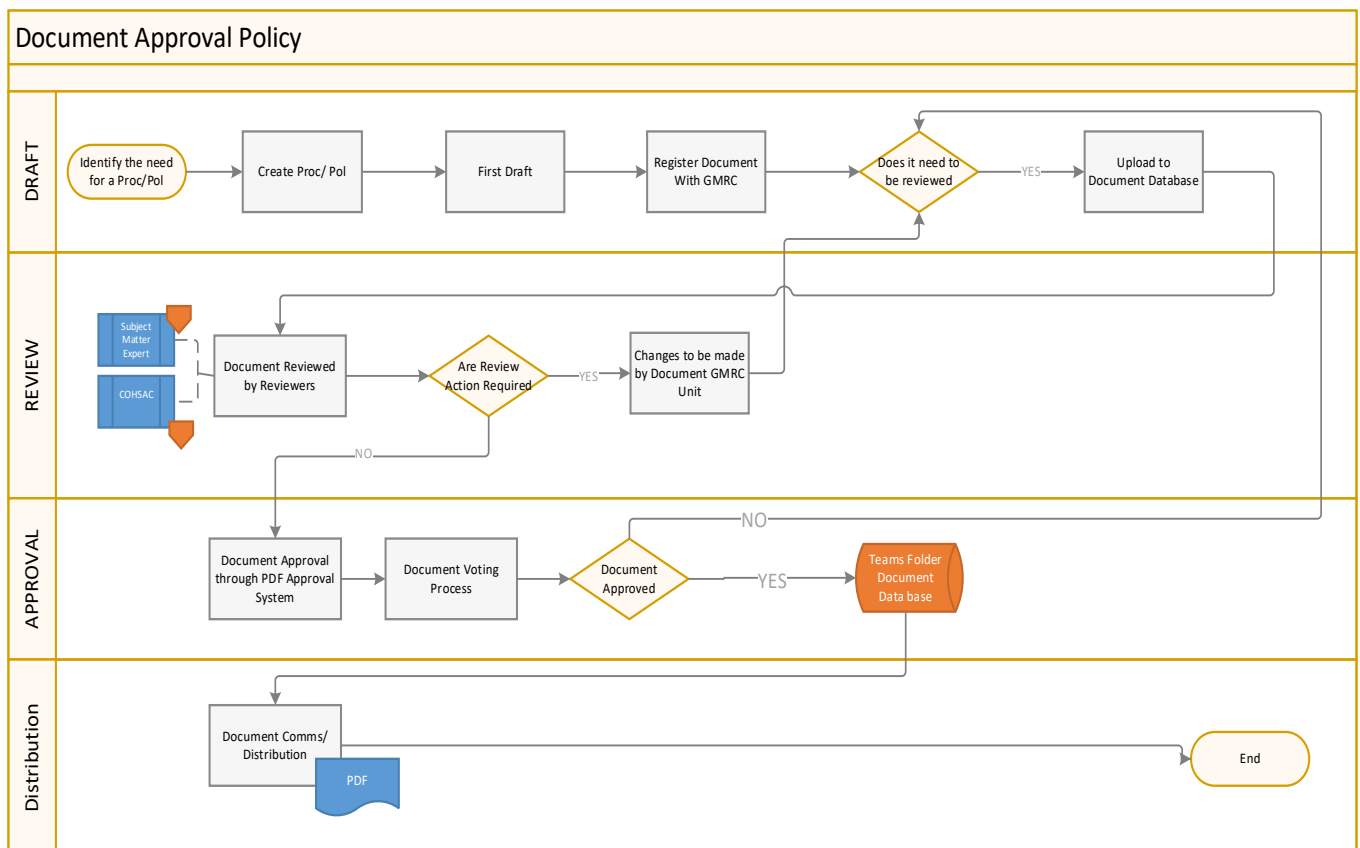 Document Approval Policy
DRAFT
Identify the need
for a Proc/Pol
Create Proc/ Pol
First Draft
Register Document
With GMRC
Does it need to
be reviewed
YES
Upload to
Document Database
REVIEW
Subject
Matter
Expert
COHSAC
Document Reviewed
by Reviewers
Are Review
Action Required
YES
Changes to be made
by Document GMRC
Unit
NO
APPROVAL
Document Approval
through PDF Approval
System
Document Voting
Process
Document
Approved
NO
YES
Teams Folder
Document
Data base
Distribution
Document Comms/
Distribution
PDF
End